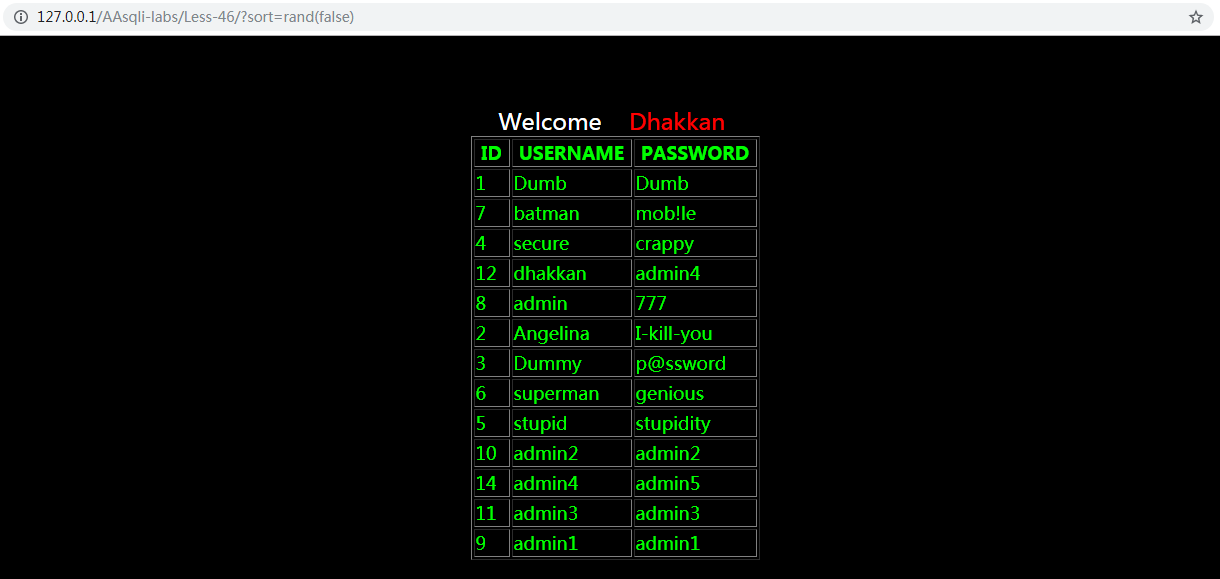 127.0.0.1/AAsqli-labs/Less-46/?sort=rand(false)
Welcome Dhakkan
ID USERNAME PASSWORD
1 Dumb Dumb
7 batman mob!le
4 secure crappy
12 dhakkan admin4
8 admin 777
2 Angelina I-kill-you
3 Dummy p@ssword
6 superman genious
5 stupid stupidity
10 admin2 admin2
14 admin4 admin5
11 admin3 admin3
9 admin1 admin1